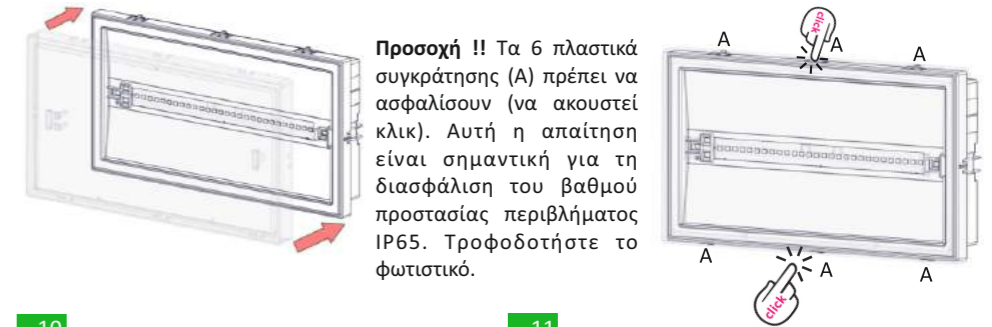 Προσοχή !! Τα 6 πλαστικά
συγκράτησης (Α) πρέπει να
ασφαλίσουν (να ακουστεί
κλικ). Αυτή η απαίτηση
είναι σημαντική για τη
διασφάλιση του βαθμού
προστασίας περιβλήματος
IP65. Τροφοδοτήστε το
φωτιστικό.
A
click
A
A
A
A
A
click
10
11